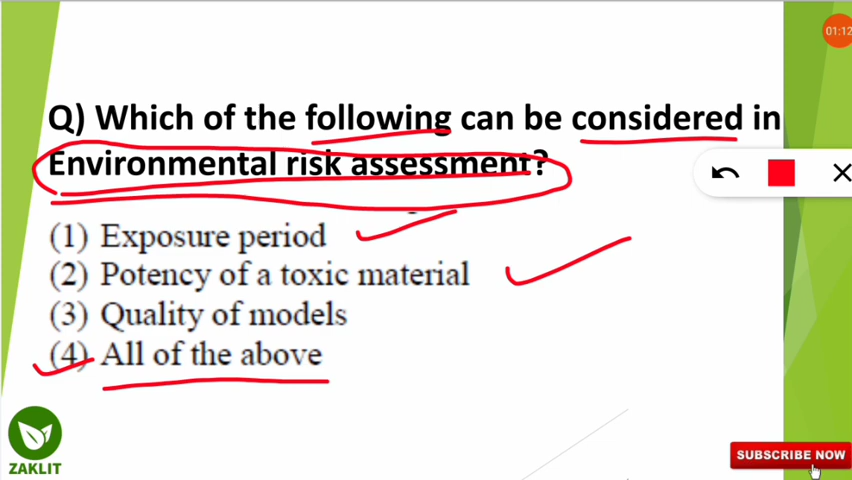 01:12
Q) Which of the following can be considered in
Environmental risk assessment?
(1) Exposure period
(2) Potency of a toxic material
(3) Quality of models
(4) All of the above
ZAKLIT
SUBSCRIBE NOW